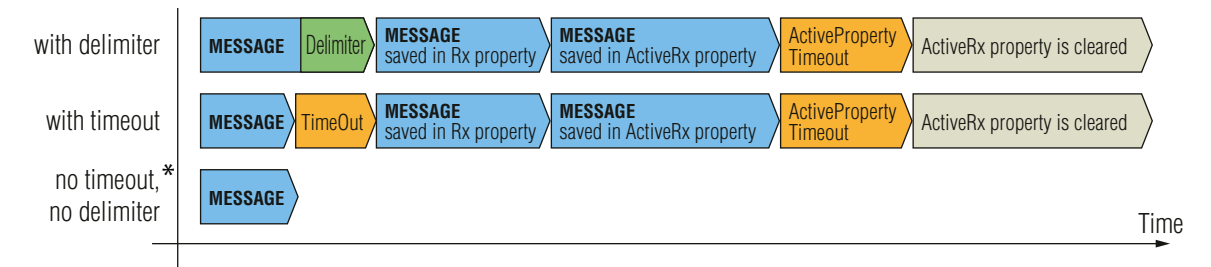 with delimiter
MESSAGE
Delimiter
MESSAGE
saved in Rx property
MESSAGE
saved in ActiveRx property
ActiveProperty
Timeout
ActiveRx property is cleared
with timeout
MESSAGE
TimeOut
MESSAGE
saved in Rx property
MESSAGE
saved in ActiveRx property
ActiveProperty
Timeout
ActiveRx property is cleared
no timeout,*
no delimiter
MESSAGE
Time